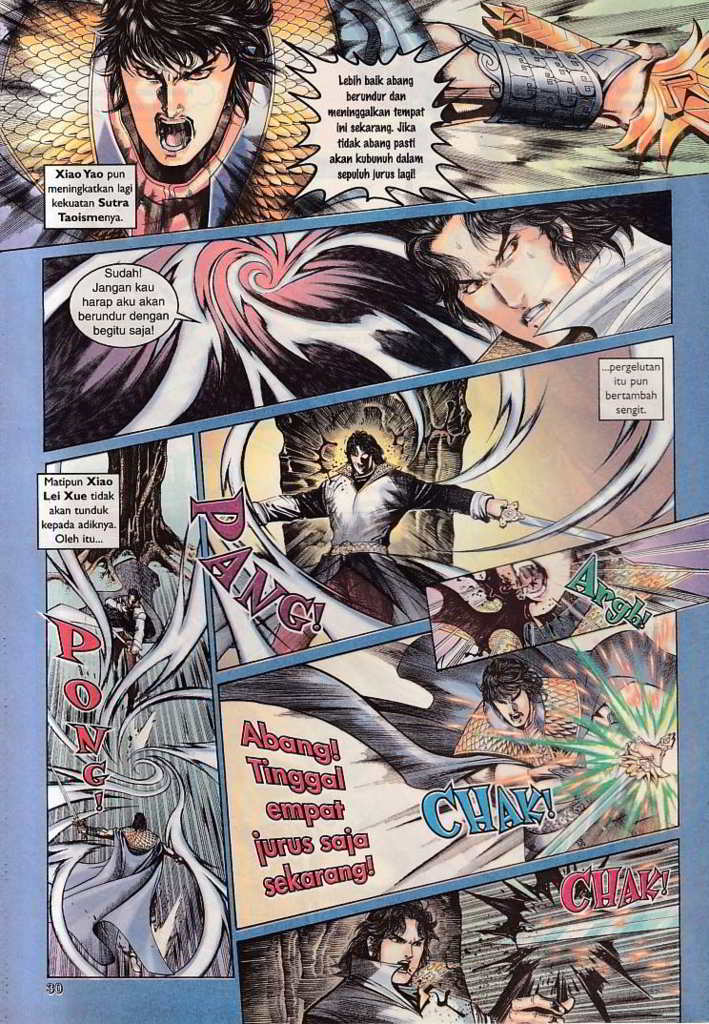 Lebih baik abang
berundur dan
meninggalkan tempat
ini sekarang. Jika
tidak abang pasti
akan kubunuh dalam
sepuluh jurus lagi!
Xiao Yao pun
meningkatkan lagi
kekuatan Sutra
Taoismenya.
Sudah!
Jangan kau
harap aku akan
berundur dengan
begitu saja!
...pergelutan
itu pun
bertambah
sengit.
Matipun Xiao
Lei Xue tidak
akan tunduk
kepada adiknya.
Oleh itu...
PANG!
Argh!
PONG!
Abang!
Tinggal
empat
jurus saja
sekarang!
CHAK!
CHAK!
30